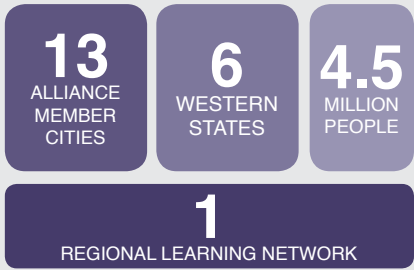 13
ALLIANCE
MEMBER
CITIES
6
WESTERN
STATES
4.5
MILLION
PEOPLE
1
REGIONAL LEARNING NETWORK